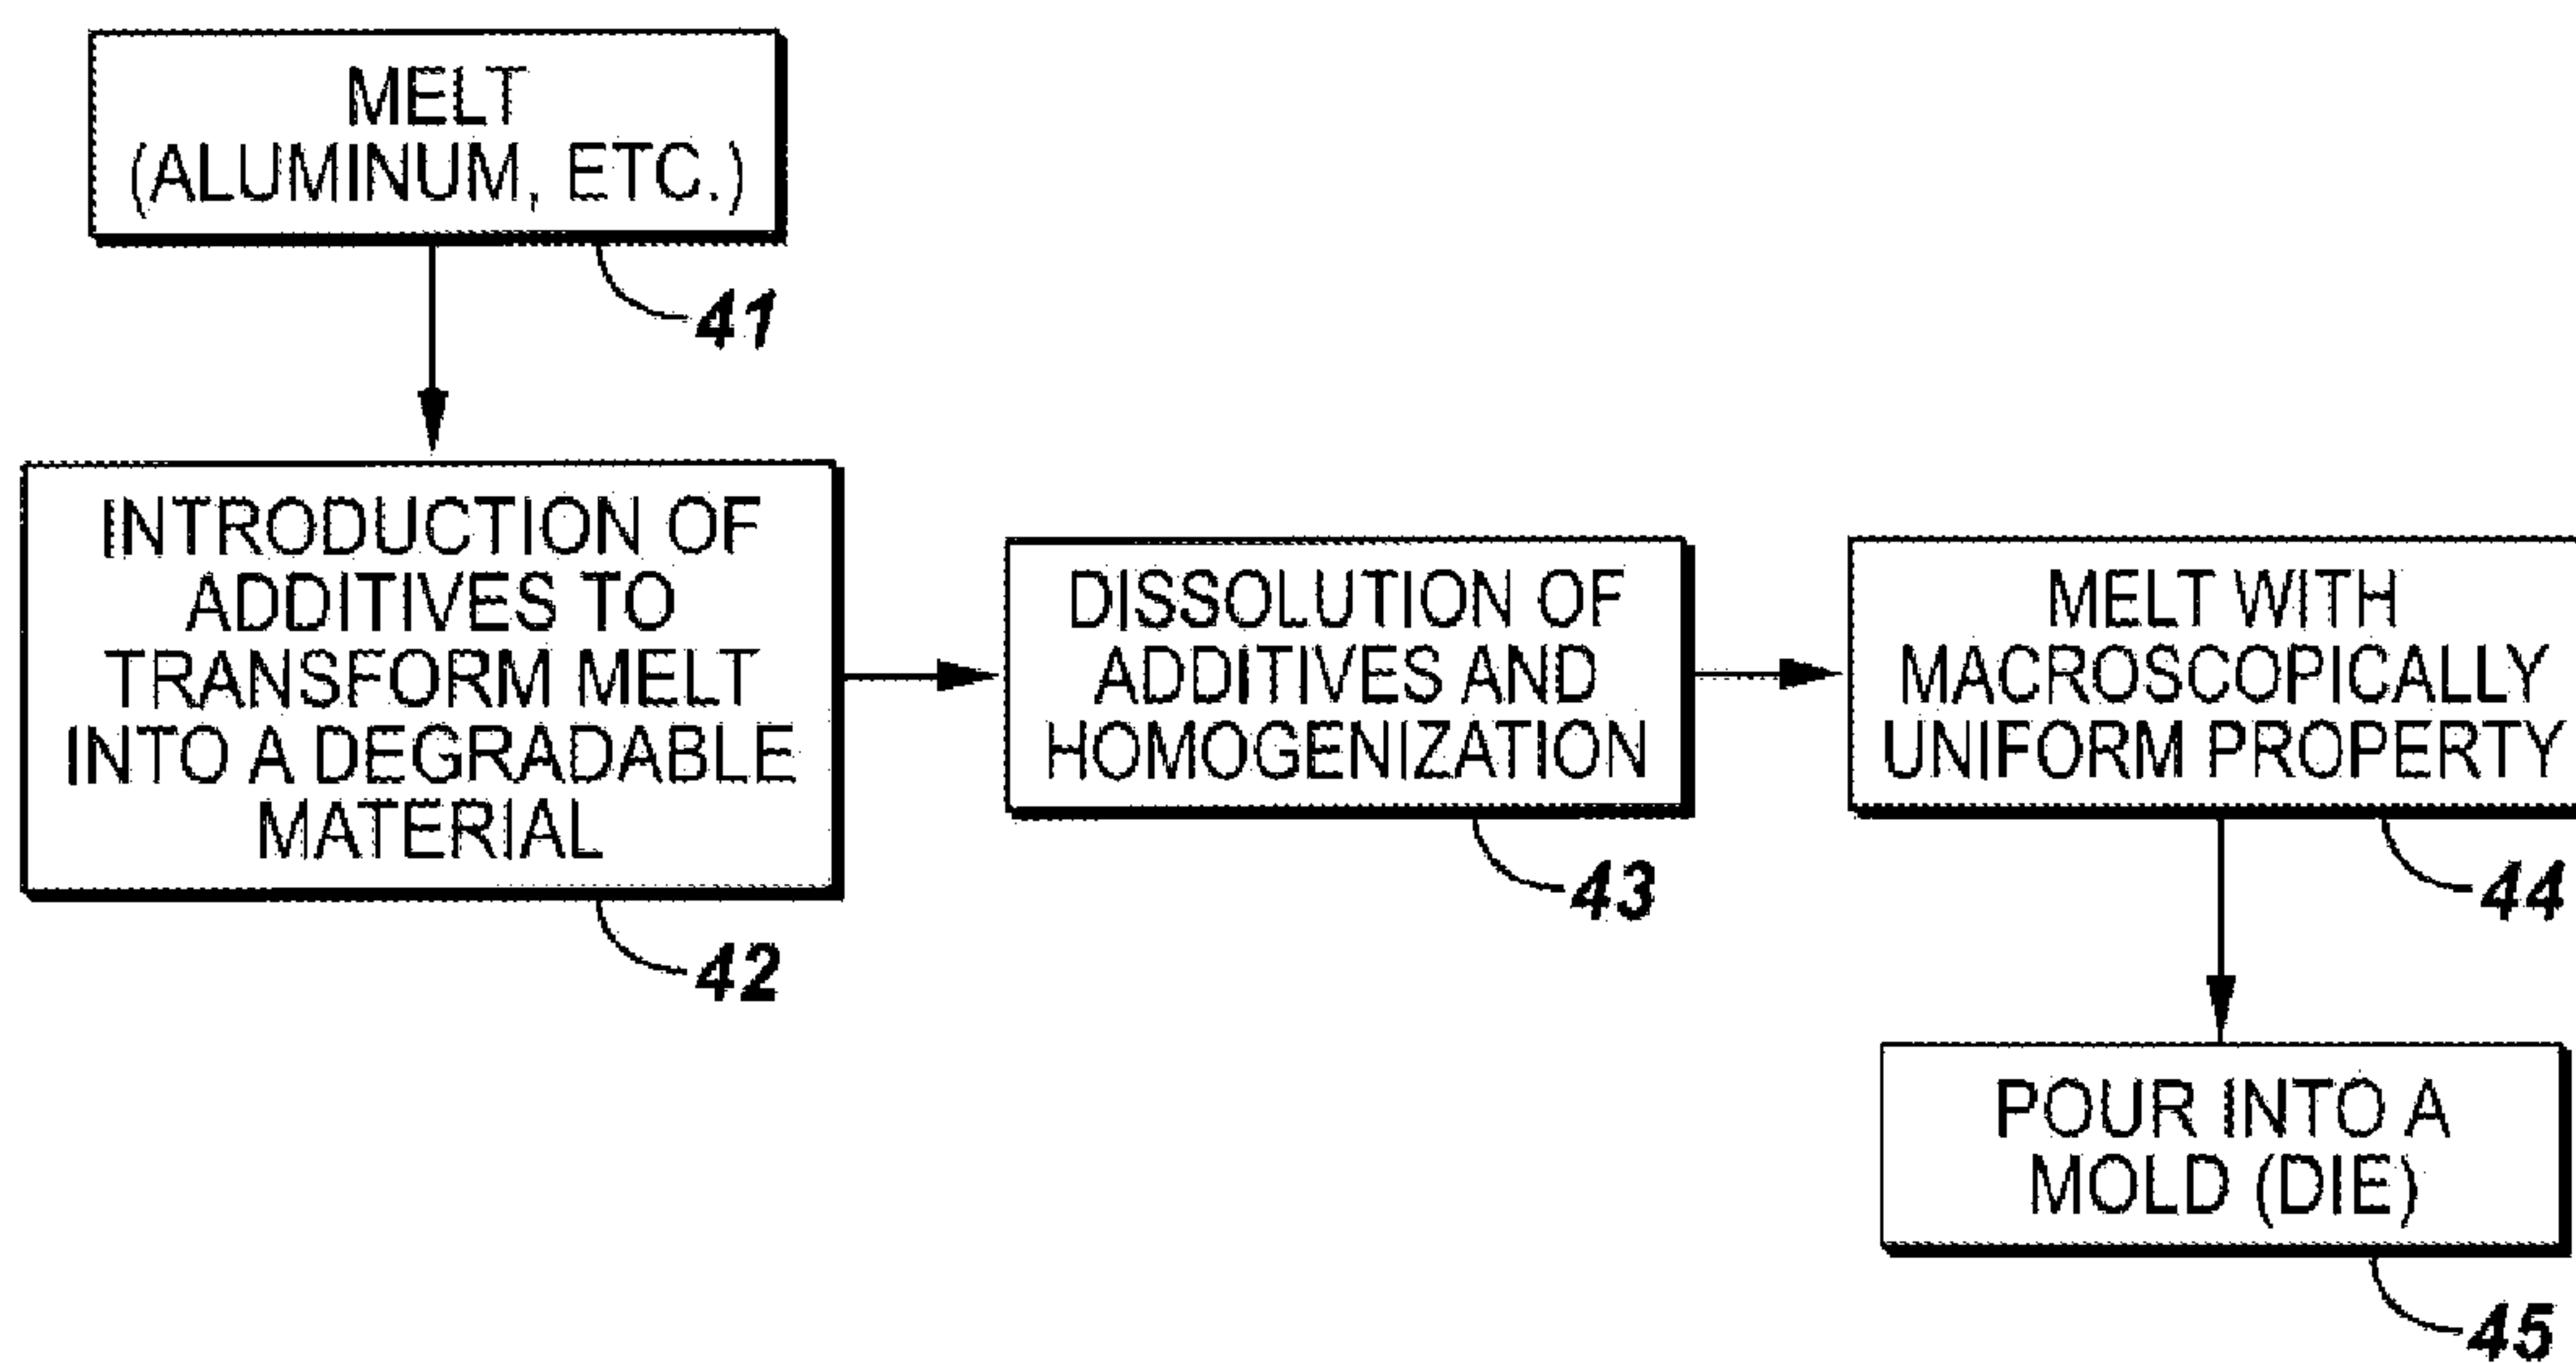 MELT
(ALUMINUM, ETC.)
41
INTRODUCTION OF
ADDITIVES TO
TRANSFORM MELT
INTO A DEGRADABLE
MATERIAL
42
DISSOLUTION OF
ADDITIVES AND
HOMOGENIZATION
43
MELT WITH
MACROSCOPICALLY
UNIFORM PROPERTY
44
POUR INTO A
MOLD (DIE)
45